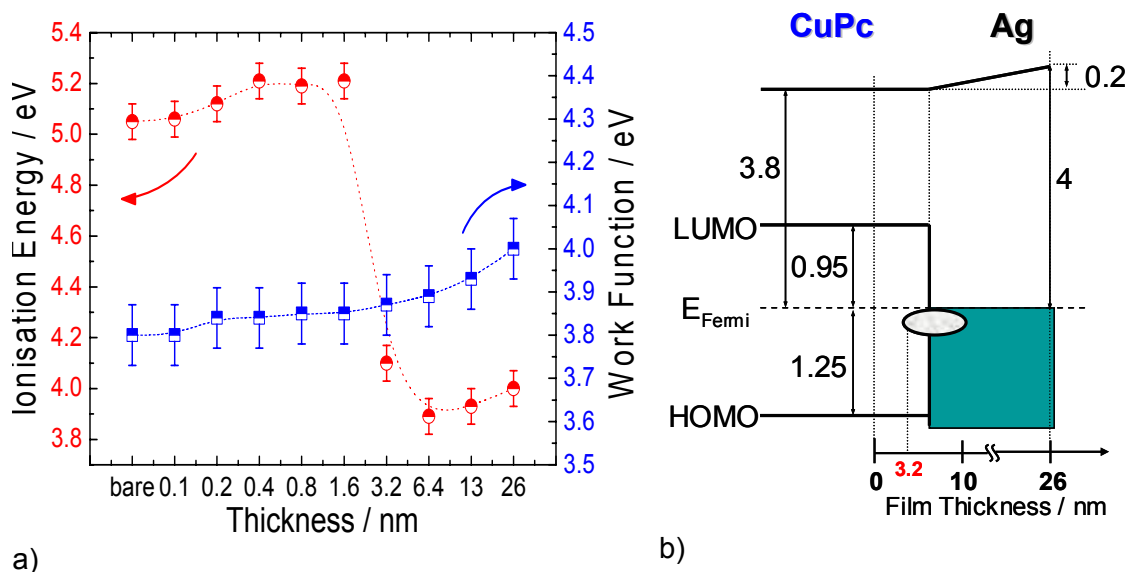 Ionisation Energy / eV
5.4
5.2
5.0
4.8
4.6
4.4
4.2
4.0
3.8
4.5
4.4
4.3
4.2
4.1
4.0
3.9
3.8
3.7
3.6
3.5
Work Function / eV
bare 0.1 0.2 0.4 0.8 1.6 3.2 6.4 13 26
Thickness / nm
a)
CuPc Ag
0.2
3.8
4
LUMO
0.95
E Fermi
1.25
HOMO
3.2
0 10 26
Film Thickness / nm
b)